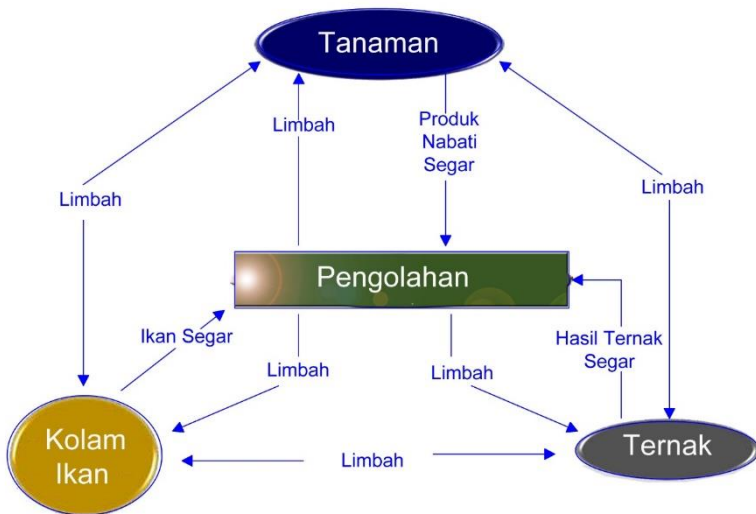 Tanaman
Limbah
Produk
Nabati
Segar
Limbah
Limbah
Pengolahan
Ikan Segar
Hasil Ternak
Segar
Limbah
Limbah
Kolam
Ikan
Limbah
Ternak